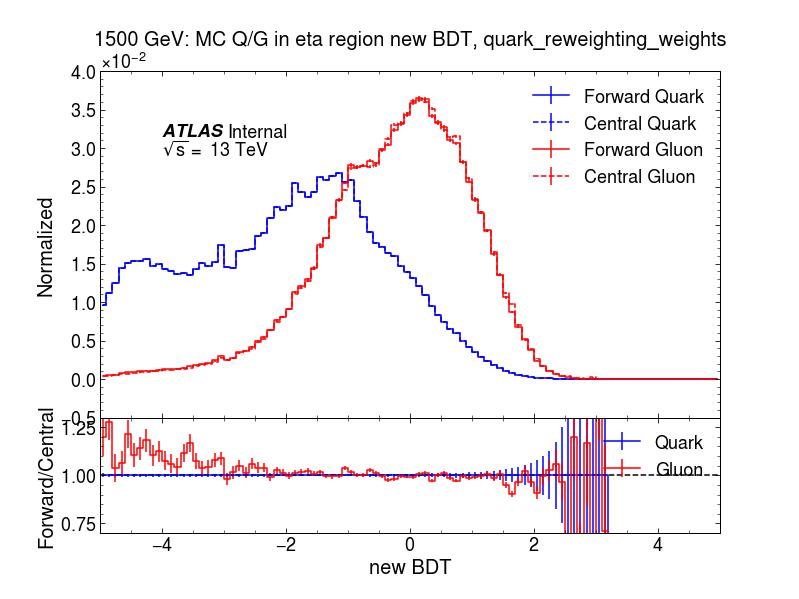 1500 GeV: MC Q/G in eta region new BDT, quark_reweighting_weights
×10⁻²
4.0
3.5
3.0
2.5
2.0
1.5
1.0
0.5
0.0
Normalized
ATLAS Internal
√s = 13 TeV
Forward Quark
Central Quark
Forward Gluon
Central Gluon
1.25
1.00
0.75
Forward/Central
Quark
Gluon
−4 −2 0 2 4
new BDT